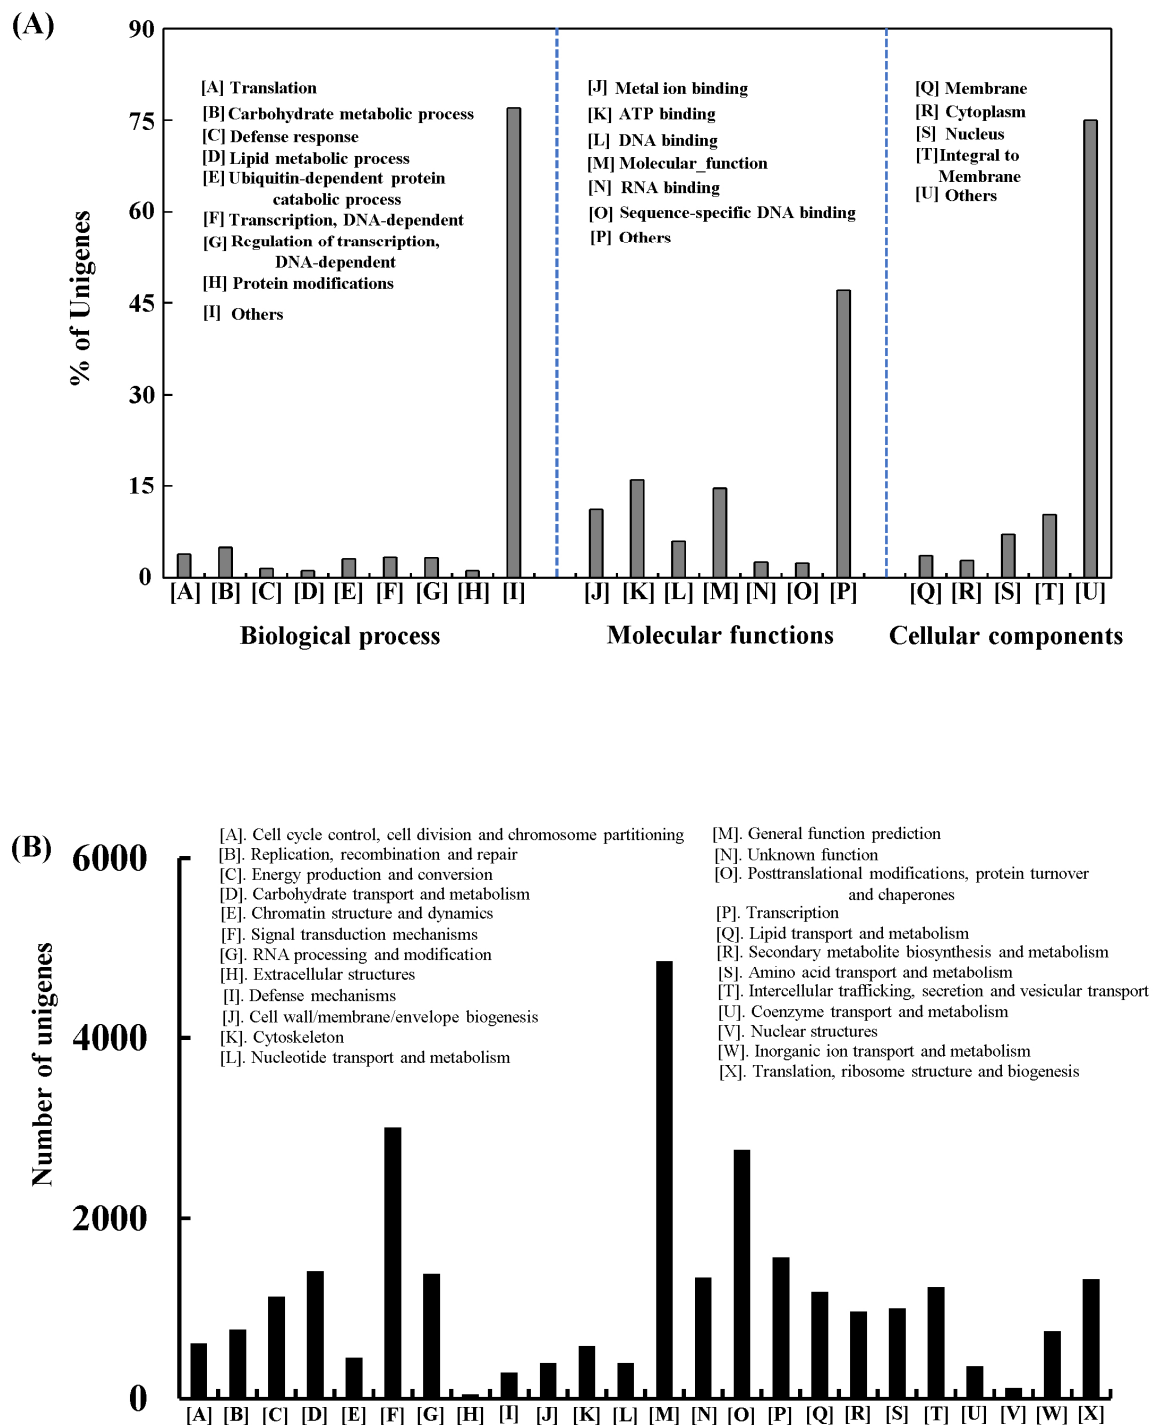 (A)
90
75
60
45
30
15
0
% of Unigenes
[A] Translation
[B] Carbohydrate metabolic process
[C] Defense response
[D] Lipid metabolic process
[E] Ubiquitin-dependent protein
catabolic process
[F] Transcription, DNA-dependent
[G] Regulation of transcription,
DNA-dependent
[H] Protein modifications
[I] Others
[J] Metal ion binding
[K] ATP binding
[L] DNA binding
[M] Molecular_function
[N] RNA binding
[O] Sequence-specific DNA binding
[P] Others
[Q] Membrane
[R] Cytoplasm
[S] Nucleus
[T]Integral to
Membrane
[U] Others
[A] [B] [C] [D] [E] [F] [G] [H] [I] [J] [K] [L] [M] [N] [O] [P] [Q] [R] [S] [T] [U]
Biological process Molecular functions Cellular components
(B)
6000
4000
2000
0
Number of unigenes
[A]. Cell cycle control, cell division and chromosome partitioning
[B]. Replication, recombination and repair
[C]. Energy production and conversion
[D]. Carbohydrate transport and metabolism
[E]. Chromatin structure and dynamics
[F]. Signal transduction mechanisms
[G]. RNA processing and modification
[H]. Extracellular structures
[I]. Defense mechanisms
[J]. Cell wall/membrane/envelope biogenesis
[K]. Cytoskeleton
[L]. Nucleotide transport and metabolism
[M]. General function prediction
[N]. Unknown function
[O]. Posttranslational modifications, protein turnover
and chaperones
[P]. Transcription
[Q]. Lipid transport and metabolism
[R]. Secondary metabolite biosynthesis and metabolism
[S]. Amino acid transport and metabolism
[T]. Intercellular trafficking, secretion and vesicular transport
[U]. Coenzyme transport and metabolism
[V]. Nuclear structures
[W]. Inorganic ion transport and metabolism
[X]. Translation, ribosome structure and biogenesis
[A] [B] [C] [D] [E] [F] [G] [H] [I] [J] [K] [L] [M] [N] [O] [P] [Q] [R] [S] [T] [U] [V] [W] [X]